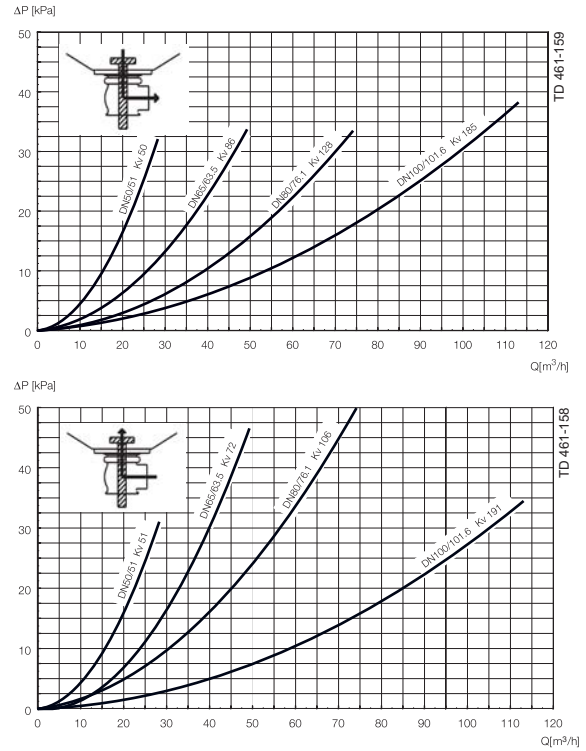 ΔP [kPa]
50
40
30
20
10
0
DN50/51 Kv 50
DN65/63.5 Kv 86
DN80/76.1 Kv 128
DN100/101.6 Kv 185
TD 461-159
0 10 20 30 40 50 60 70 80 90 100 110 120
Q[m³/h]
ΔP [kPa]
50
40
30
20
10
0
DN50/51 Kv 51
DN65/63.5 Kv 72
DN80/76.1 Kv 106
DN100/101.6 Kv 191
TD 461-158
0 10 20 30 40 50 60 70 80 90 100 110 120
Q[m³/h]